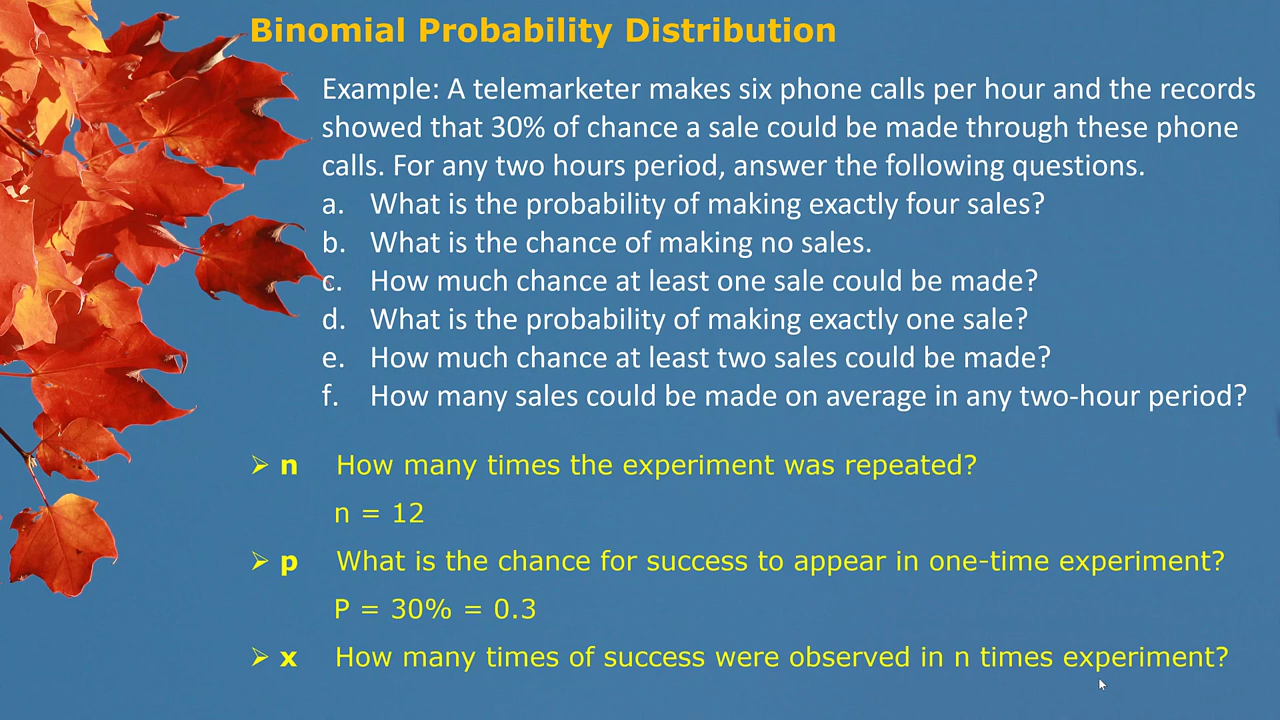 Binomial Probability Distribution
Example: A telemarketer makes six phone calls per hour and the records
showed that 30% of chance a sale could be made through these phone
calls. For any two hours period, answer the following questions.
a. What is the probability of making exactly four sales?
b. What is the chance of making no sales.
c. How much chance at least one sale could be made?
d. What is the probability of making exactly one sale?
e. How much chance at least two sales could be made?
f. How many sales could be made on average in any two-hour period?
➢ n How many times the experiment was repeated?
n = 12
➢ p What is the chance for success to appear in one-time experiment?
P = 30% = 0.3
➢ x How many times of success were observed in n times experiment?